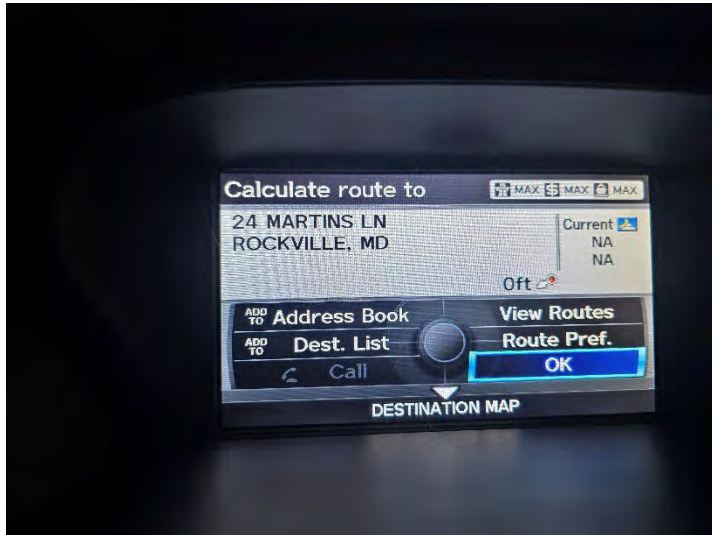 Calculate route to
MAX MAX MAX
24 MARTINS LN
ROCKVILLE, MD
Current
NA
NA
0ft
ADD TO Address Book
View Routes
ADD TO Dest. List
Route Pref.
Call
OK
DESTINATION MAP